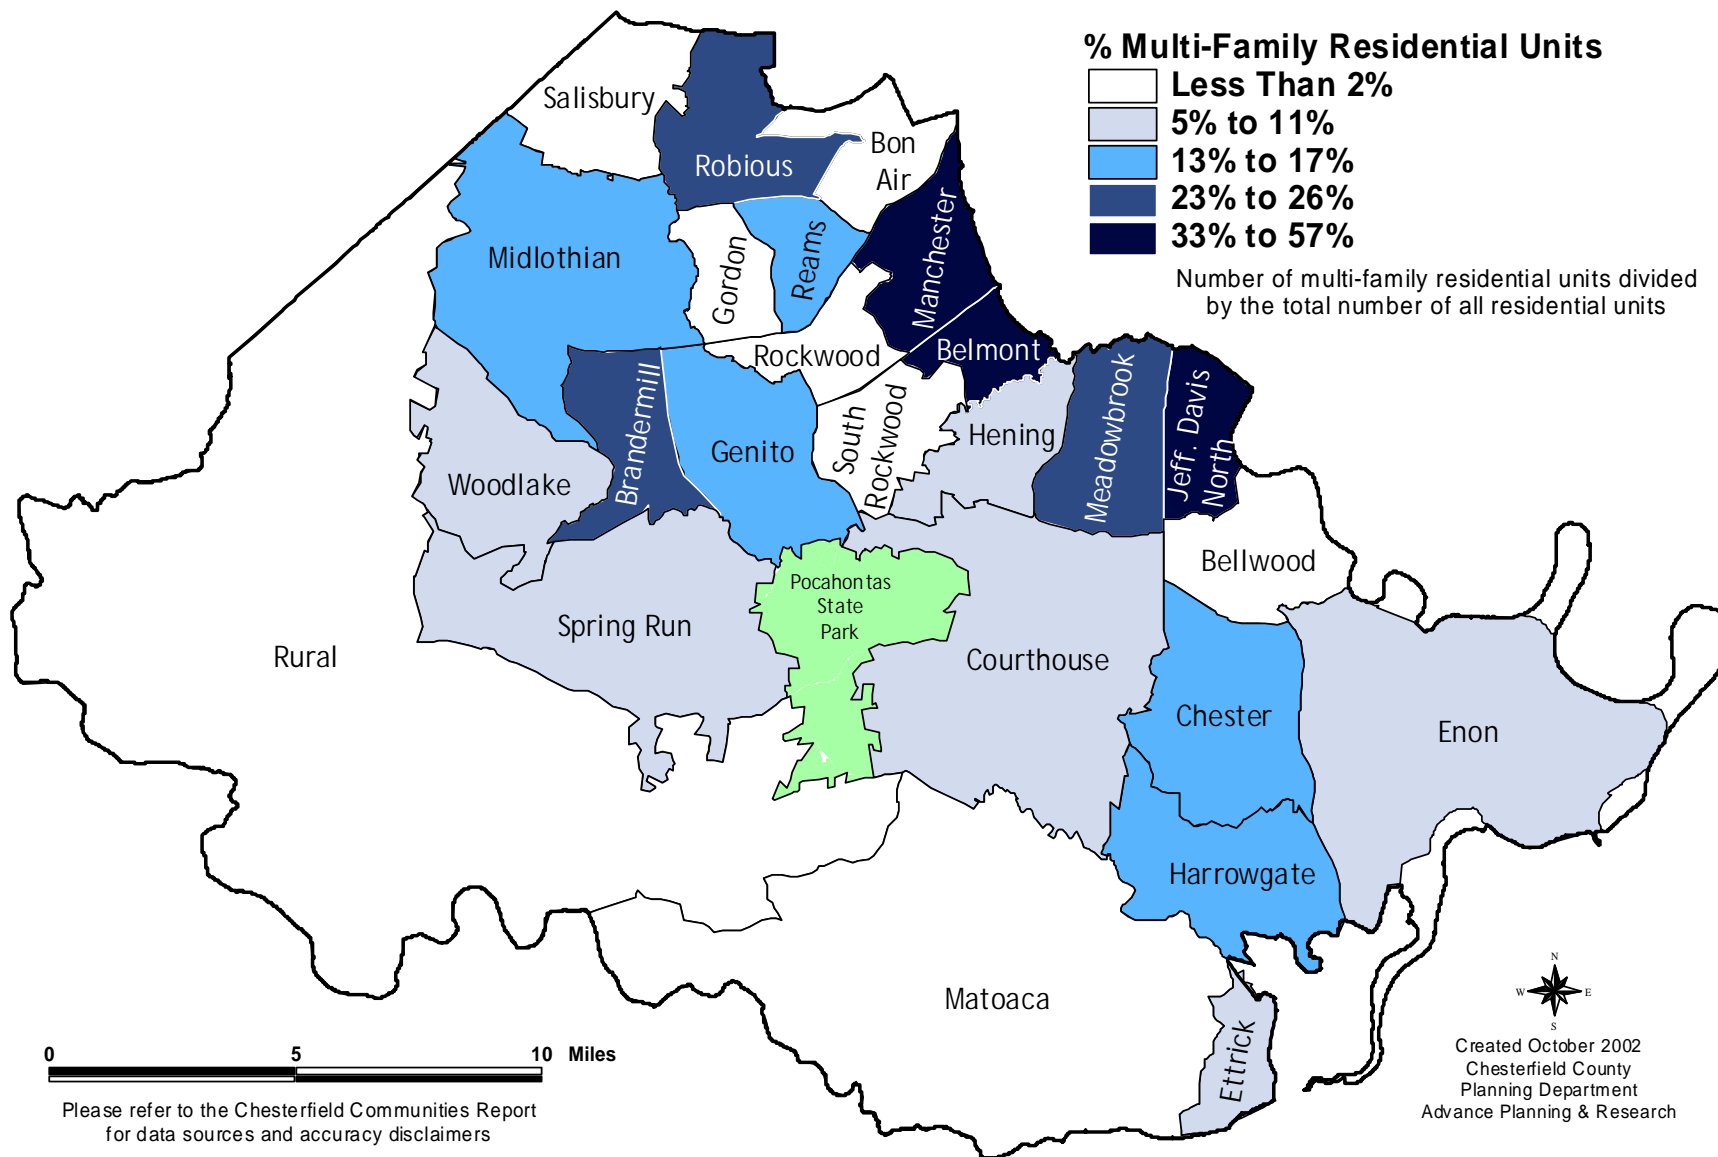 % Multi-Family Residential Units
Less Than 2%
5% to 11%
13% to 17%
23% to 26%
33% to 57%
Number of multi-family residential units divided
by the total number of all residential units
Salisbury
Bon
Air
Robious
Manchester
Midlothian
Gordon
Reams
Rockwood
Belmont
Brandermill
Genito
South
Rockwood
Hening
Meadowbrook
Jeff. Davis
North
Woodlake
Bellwood
Pocahontas
State
Park
Spring Run
Rural
Courthouse
Chester
Enon
Harrowgate
Matoaca
Ettrick
N
W
E
S
0
5
10
Miles
Please refer to the Chesterfield Communities Report
for data sources and accuracy disclaimers
Created October 2002
Chesterfield County
Planning Department
Advance Planning & Research